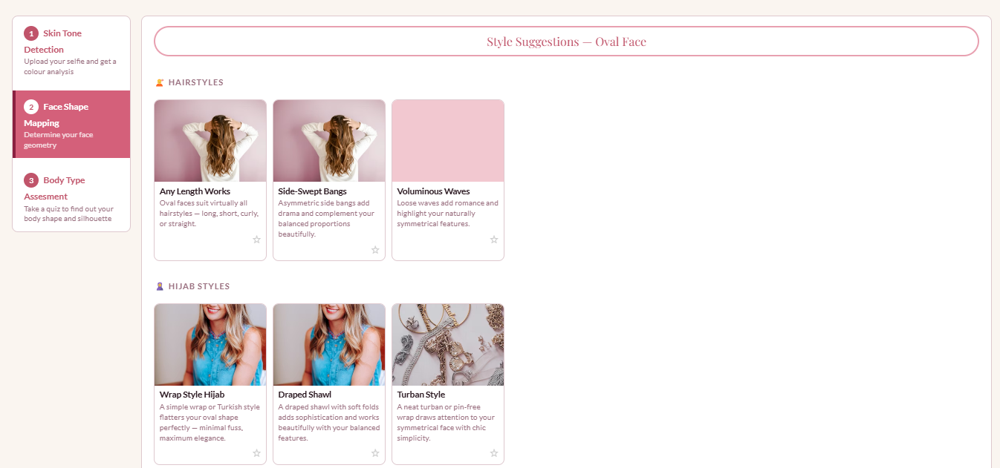 1 Skin Tone
Detection
Upload your selfie and get a
colour analysis
2 Face Shape
Mapping
Determine your face
geometry
3 Body Type
Assesment
Take a quiz to find out your
body shape and silhouette
Style Suggestions — Oval Face
HAIRSTYLES
Any Length Works
Oval faces suit virtually all
hairstyles — long, short, curly,
or straight.
Side-Swept Bangs
Asymmetric side bangs add
drama and complement your
balanced proportions
beautifully.
Voluminous Waves
Loose waves add romance and
highlight your naturally
symmetrical features.
HIJAB STYLES
Wrap Style Hijab
A simple wrap or Turkish style
flatters your oval shape
perfectly — minimal fuss,
maximum elegance.
Draped Shawl
A draped shawl with soft folds
adds sophistication and works
beautifully with your balanced
features.
Turban Style
A neat turban or pin-free
wrap draws attention to your
symmetrical face with chic
simplicity.